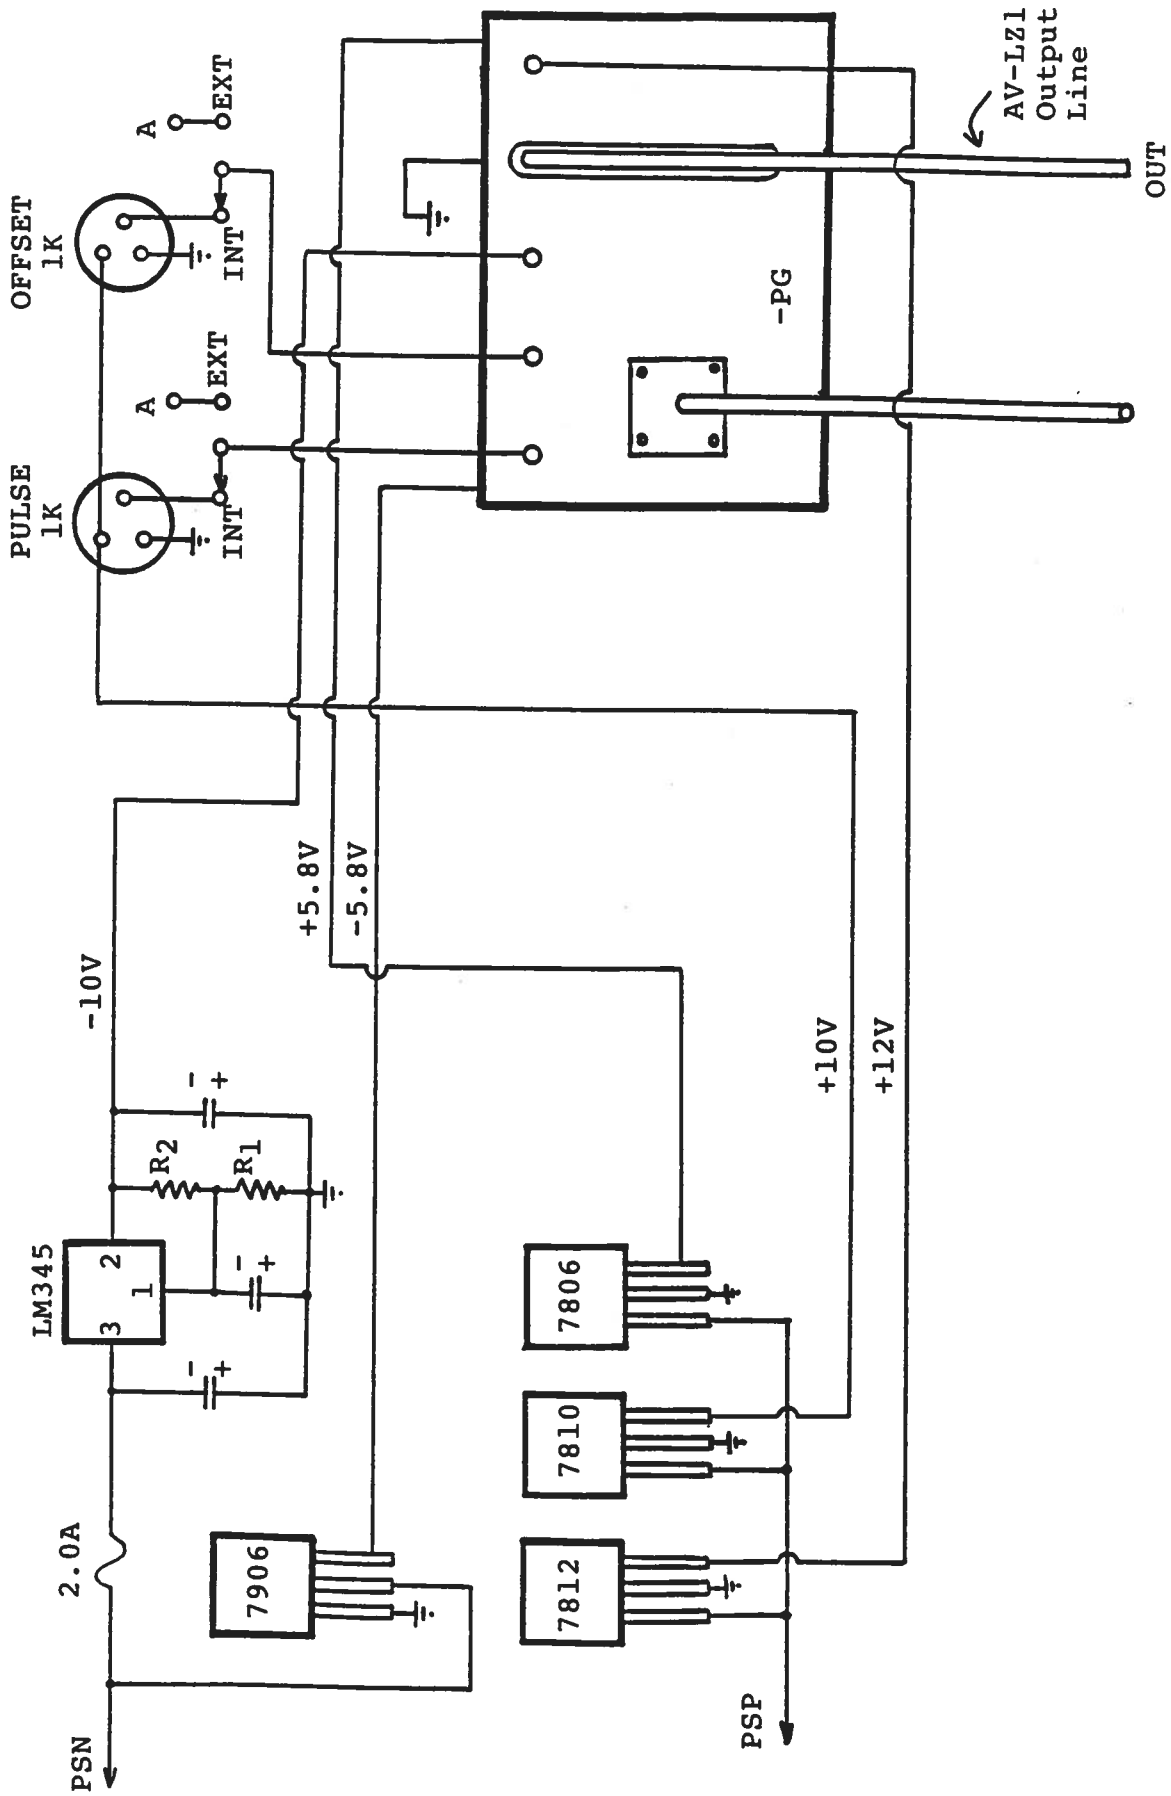 PSN
2.0A
LM345
3
2
1
R2
R1
-
+
-
+
-
+
-10V
7906
+5.8V
-5.8V
PSP
7812
7810
7806
+10V
+12V
PULSE
1K
INT
A
EXT
OFFSET
1K
INT
A
EXT
-PG
AV-LZ1
Output
Line
OUT